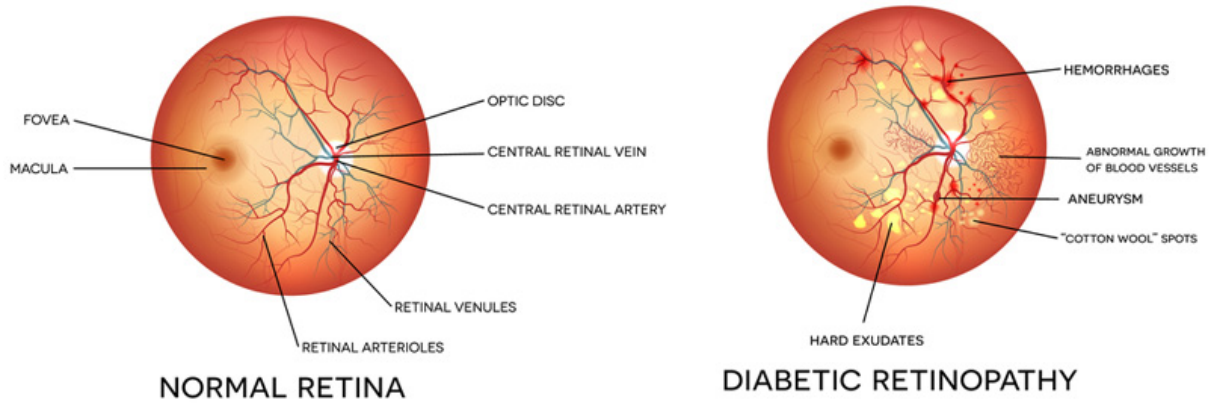 FOVEA
MACULA
OPTIC DISC
CENTRAL RETINAL VEIN
CENTRAL RETINAL ARTERY
RETINAL VENULES
RETINAL ARTERIOLES
NORMAL RETINA
HEMORRHAGES
ABNORMAL GROWTH
OF BLOOD VESSELS
ANEURYSM
"COTTON WOOL" SPOTS
HARD EXUDATES
DIABETIC RETINOPATHY